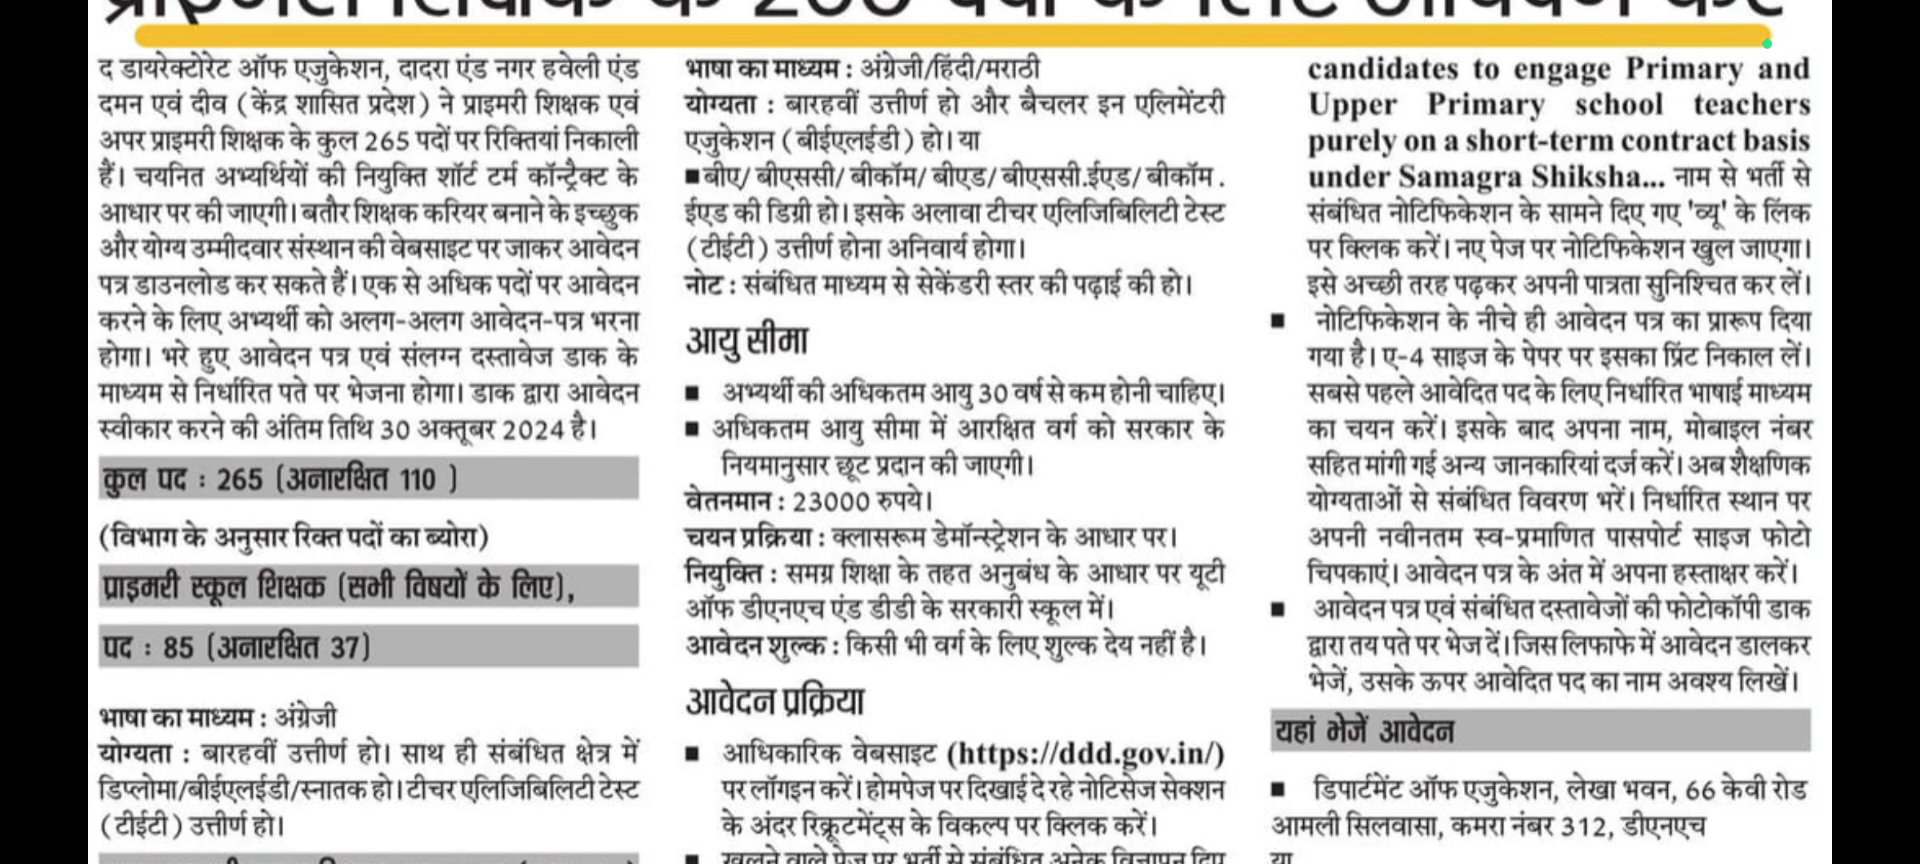 प्राइमरी शिक्षक के 265 पदों के लिए आवेदन करें
द डायरेक्टोरेट ऑफ एजुकेशन, दादरा एंड नगर हवेली एंड
दमन एवं दीव (केंद्र शासित प्रदेश) ने प्राइमरी शिक्षक एवं
अपर प्राइमरी शिक्षक के कुल 265 पदों पर रिक्तियां निकाली
हैं। चयनित अभ्यर्थियों की नियुक्ति शॉर्ट टर्म कॉन्ट्रैक्ट के
आधार पर की जाएगी। बतौर शिक्षक करियर बनाने के इच्छुक
और योग्य उम्मीदवार संस्थान की वेबसाइट पर जाकर आवेदन
पत्र डाउनलोड कर सकते हैं। एक से अधिक पदों पर आवेदन
करने के लिए अभ्यर्थी को अलग-अलग आवेदन-पत्र भरना
होगा। भरे हुए आवेदन पत्र एवं संलग्न दस्तावेज डाक के
माध्यम से निर्धारित पते पर भेजना होगा। डाक द्वारा आवेदन
स्वीकार करने की अंतिम तिथि 30 अक्तूबर 2024 है।
कुल पद : 265 (अनारक्षित 110 )
(विभाग के अनुसार रिक्त पदों का ब्योरा)
प्राइमरी स्कूल शिक्षक (सभी विषयों के लिए),
पद : 85 (अनारक्षित 37)
भाषा का माध्यम : अंग्रेजी
योग्यता : बारहवीं उत्तीर्ण हो। साथ ही संबंधित क्षेत्र में
डिप्लोमा/बीईएलईडी/स्नातक हो। टीचर एलिजिबिलिटी टेस्ट
(टीईटी) उत्तीर्ण हो।
भाषा का माध्यम : अंग्रेजी/हिंदी/मराठी
योग्यता : बारहवीं उत्तीर्ण हो और बैचलर इन एलिमेंटरी
एजुकेशन (बीईएलईडी) हो। या
■ बीए/ बीएससी/ बीकॉम/ बीएड/ बीएससी.ईएड/ बीकॉम .
ईएड की डिग्री हो। इसके अलावा टीचर एलिजिबिलिटी टेस्ट
(टीईटी) उत्तीर्ण होना अनिवार्य होगा।
नोट : संबंधित माध्यम से सेकेंडरी स्तर की पढ़ाई की हो।
आयु सीमा
■ अभ्यर्थी की अधिकतम आयु 30 वर्ष से कम होनी चाहिए।
■ अधिकतम आयु सीमा में आरक्षित वर्ग को सरकार के
नियमानुसार छूट प्रदान की जाएगी।
वेतनमान : 23000 रुपये।
चयन प्रक्रिया : क्लासरूम डेमॉन्स्ट्रेशन के आधार पर।
नियुक्ति : समग्र शिक्षा के तहत अनुबंध के आधार पर यूटी
ऑफ डीएनएच एंड डीडी के सरकारी स्कूल में।
आवेदन शुल्क : किसी भी वर्ग के लिए शुल्क देय नहीं है।
आवेदन प्रक्रिया
■ आधिकारिक वेबसाइट (https://ddd.gov.in/)
पर लॉगइन करें। होमपेज पर दिखाई दे रहे नोटिसेज सेक्शन
के अंदर रिक्रूटमेंट्स के विकल्प पर क्लिक करें।
■ खुलने वाले पेज पर भर्ती से संबंधित अनेक विज्ञापन दिए
candidates to engage Primary and
Upper Primary school teachers
purely on a short-term contract basis
under Samagra Shiksha... नाम से भर्ती से
संबंधित नोटिफिकेशन के सामने दिए गए 'व्यू' के लिंक
पर क्लिक करें। नए पेज पर नोटिफिकेशन खुल जाएगा।
इसे अच्छी तरह पढ़कर अपनी पात्रता सुनिश्चित कर लें।
■ नोटिफिकेशन के नीचे ही आवेदन पत्र का प्रारूप दिया
गया है। ए-4 साइज के पेपर पर इसका प्रिंट निकाल लें।
सबसे पहले आवेदित पद के लिए निर्धारित भाषाई माध्यम
का चयन करें। इसके बाद अपना नाम, मोबाइल नंबर
सहित मांगी गई अन्य जानकारियां दर्ज करें। अब शैक्षणिक
योग्यताओं से संबंधित विवरण भरें। निर्धारित स्थान पर
अपनी नवीनतम स्व-प्रमाणित पासपोर्ट साइज फोटो
चिपकाएं। आवेदन पत्र के अंत में अपना हस्ताक्षर करें।
■ आवेदन पत्र एवं संबंधित दस्तावेजों की फोटोकॉपी डाक
द्वारा तय पते पर भेज दें। जिस लिफाफे में आवेदन डालकर
भेजें, उसके ऊपर आवेदित पद का नाम अवश्य लिखें।
यहां भेजें आवेदन
■ डिपार्टमेंट ऑफ एजुकेशन, लेखा भवन, 66 केवी रोड
आमली सिलवासा, कमरा नंबर 312, डीएनएच
या